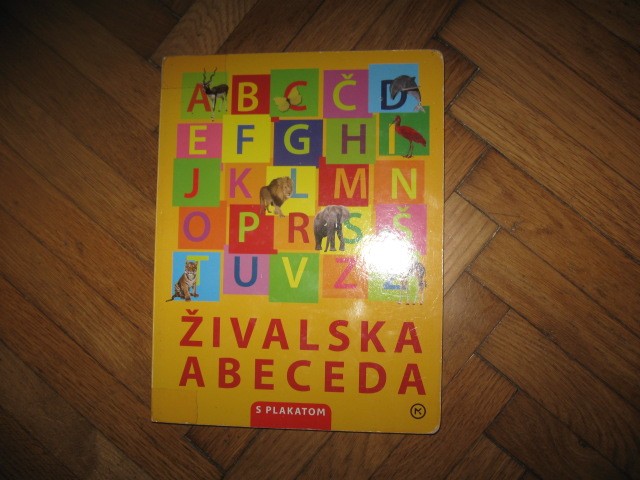 A B C Č D
E F G H I
J K L M N
O P R S Š
T U V Z Ž
ŽIVALSKA
ABECEDA
S PLAKATOM